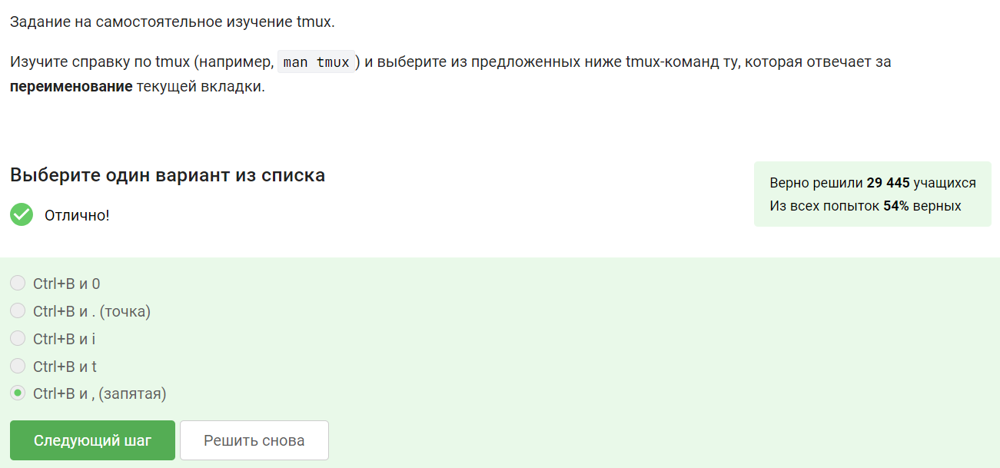 Задание на самостоятельное изучение tmux.
Изучите справку по tmux (например, man tmux) и выберите из предложенных ниже tmux-команд ту, которая отвечает за
переименование текущей вкладки.
Выберите один вариант из списка
Верно решили 29 445 учащихся
Из всех попыток 54% верных
Отлично!
Ctrl+B и 0
Ctrl+B и . (точка)
Ctrl+B и i
Ctrl+B и t
Ctrl+B и , (запятая)
Следующий шаг
Решить снова